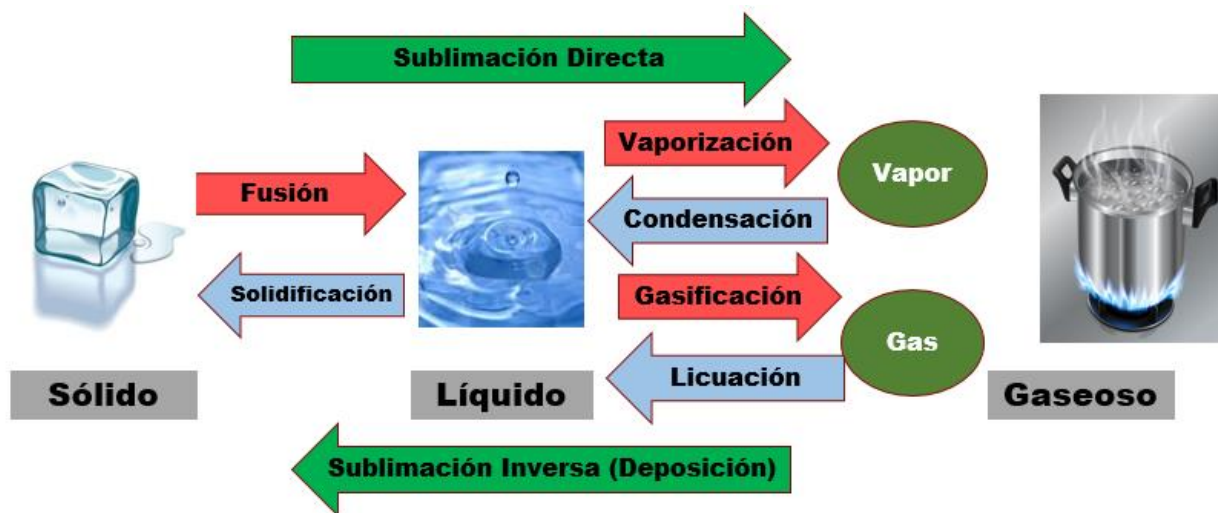 Sublimación Directa
Vaporización
Vapor
Fusión
Condensación
Solidificación
Gasificación
Gas
Licuación
Sólido
Líquido
Gaseoso
Sublimación Inversa (Deposición)